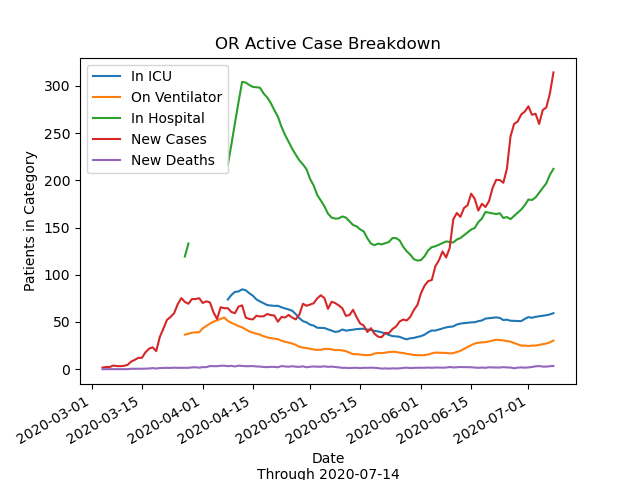 OR Active Case Breakdown
In ICU
On Ventilator
In Hospital
New Cases
New Deaths
Patients in Category
300
250
200
150
100
50
0
2020-03-01
2020-03-15
2020-04-01
2020-04-15
2020-05-01
2020-05-15
2020-06-01
2020-06-15
2020-07-01
Date
Through 2020-07-14